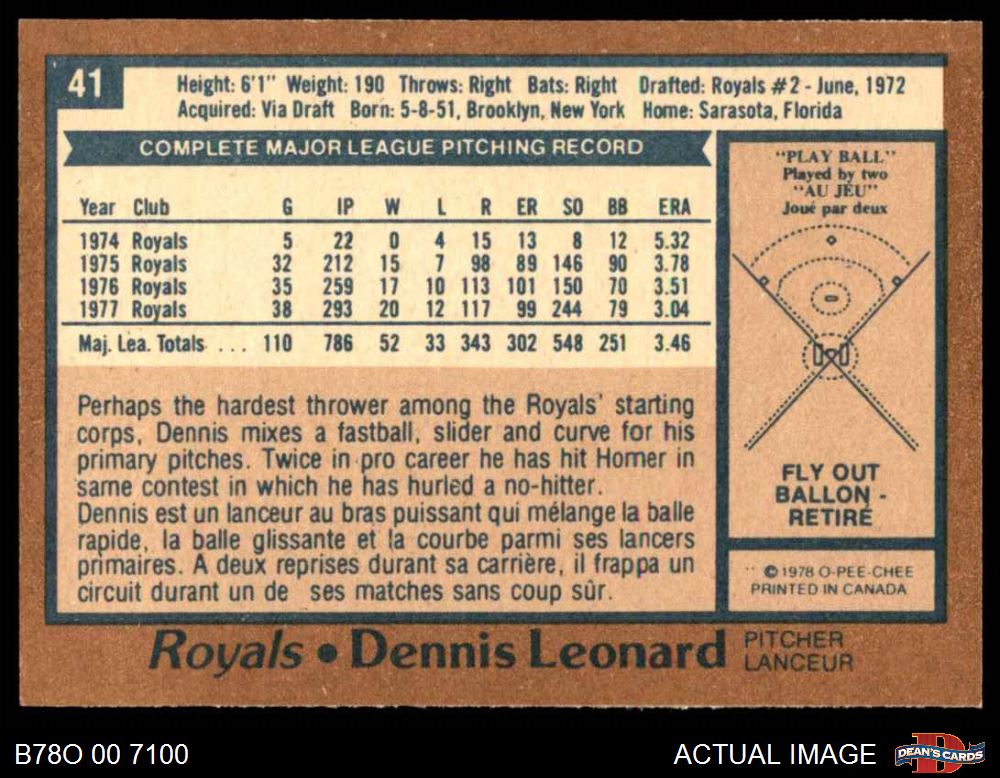 41
Height: 6'1" Weight: 190 Throws: Right Bats: Right Drafted: Royals #2 - June, 1972
Acquired: Via Draft Born: 5-8-51, Brooklyn, New York Home: Sarasota, Florida
COMPLETE MAJOR LEAGUE PITCHING RECORD
Year Club G IP W L R ER SO BB ERA
1974 Royals 5 22 0 4 15 13 8 12 5.32
1975 Royals 32 212 15 7 98 89 146 90 3.78
1976 Royals 35 259 17 10 113 101 150 70 3.51
1977 Royals 38 293 20 12 117 99 244 79 3.04
Maj. Lea. Totals ... 110 786 52 33 343 302 548 251 3.46
Perhaps the hardest thrower among the Royals' starting
corps, Dennis mixes a fastball, slider and curve for his
primary pitches. Twice in pro career he has hit Homer in
same contest in which he has hurled a no-hitter.
Dennis est un lanceur au bras puissant qui mélange la balle
rapide, la balle glissante et la courbe parmi ses lancers
primaires. A deux reprises durant sa carrière, il frappa un
circuit durant un de ses matches sans coup sûr.
"PLAY BALL"
Played by two
"AU JEU"
Joué par deux
FLY OUT
BALLON -
RETIRÉ
© 1978 O-PEE-CHEE
PRINTED IN CANADA
Royals • Dennis Leonard
PITCHER
LANCEUR
B78O 00 7100
ACTUAL IMAGE
DEAN'S CARDS